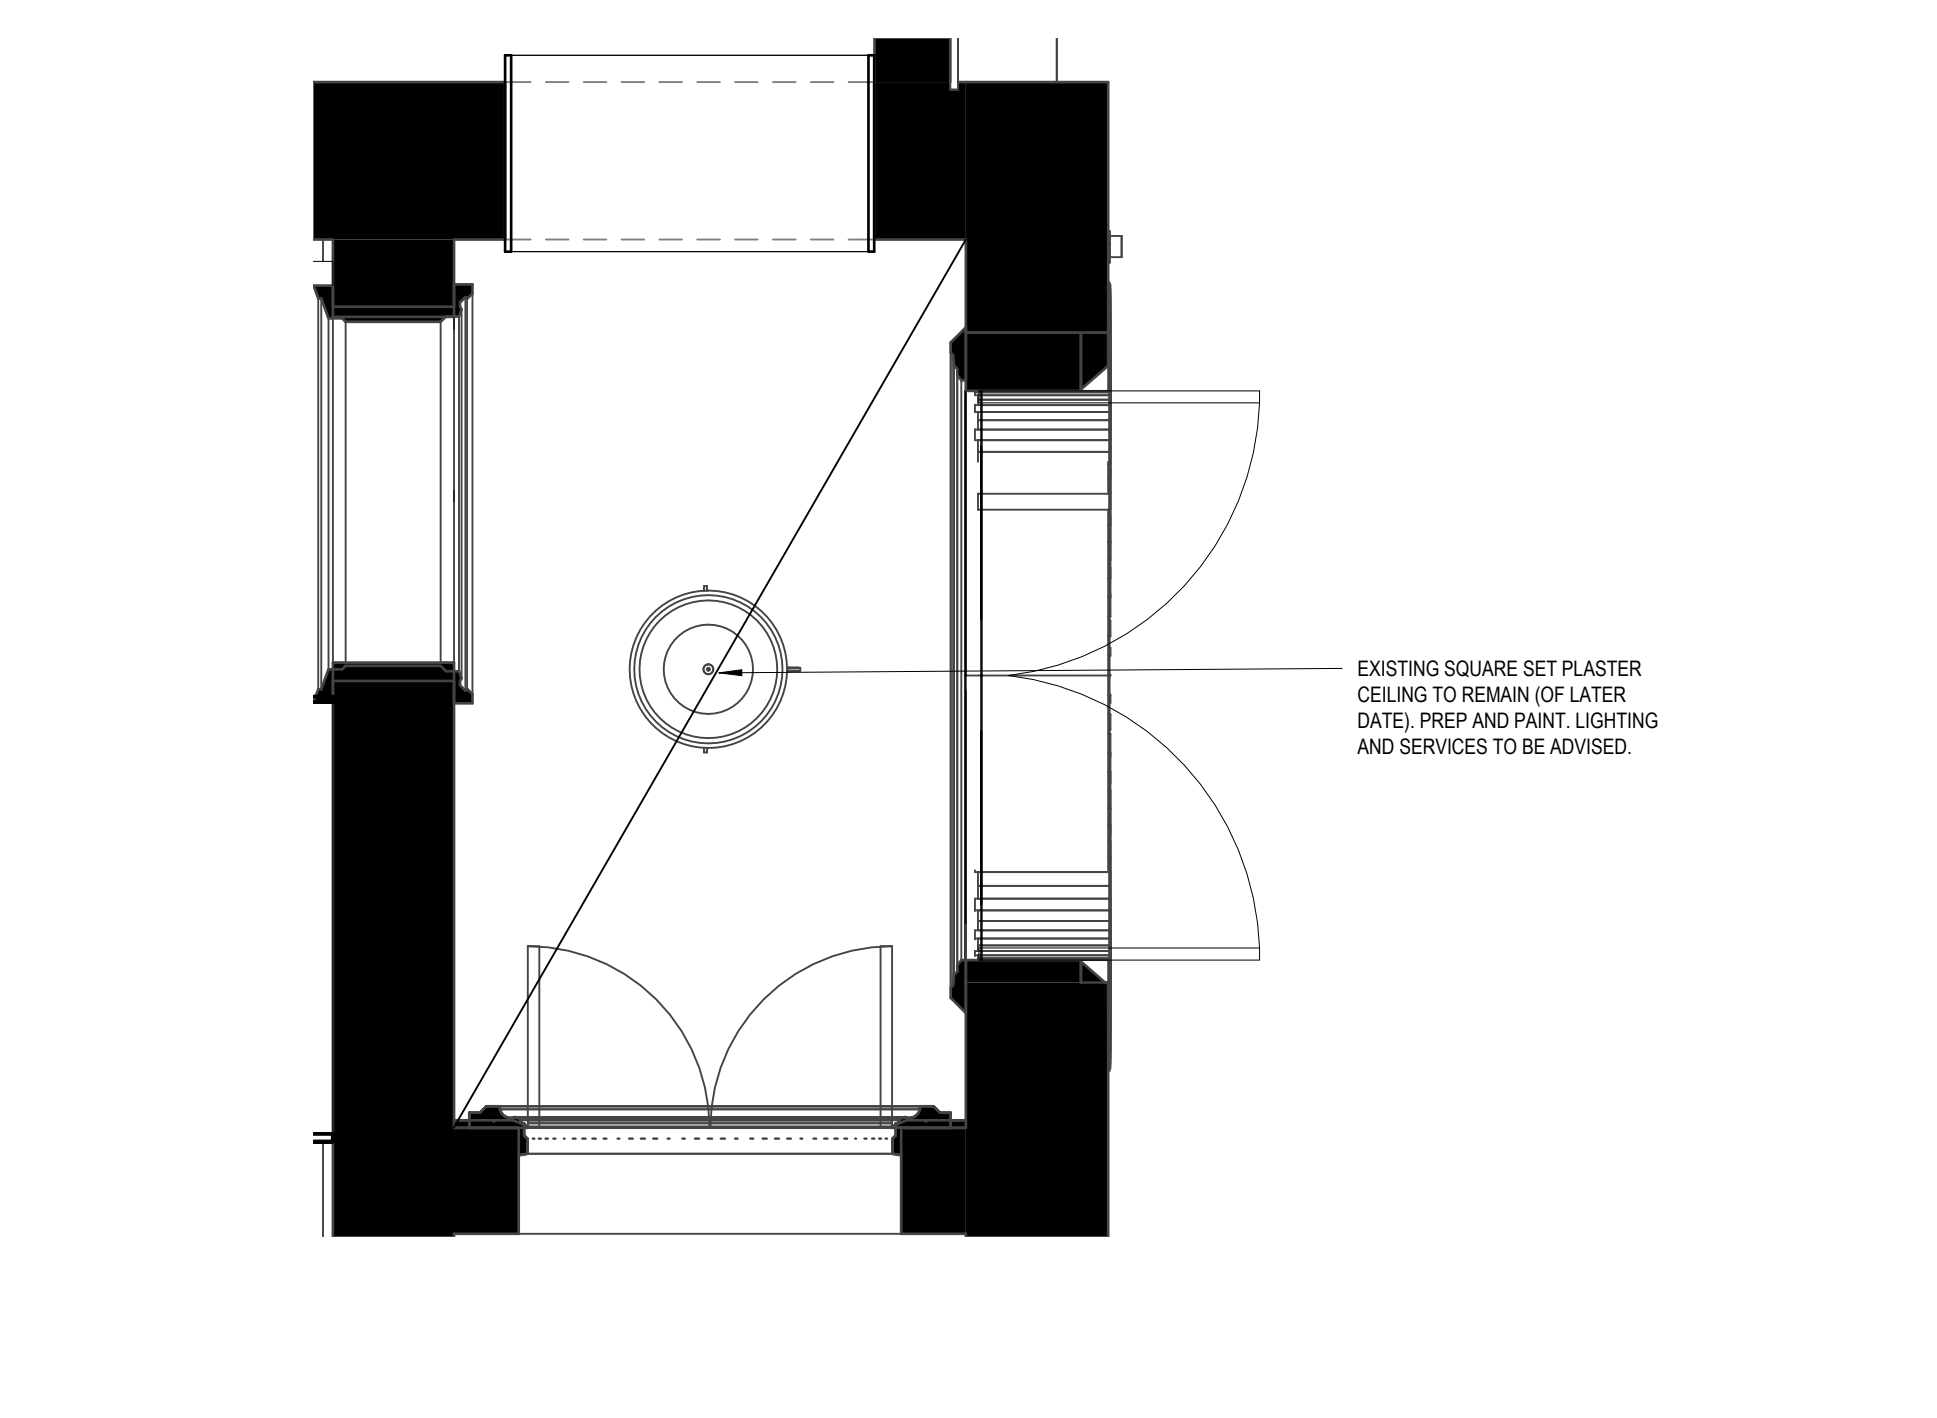 EXISTING SQUARE SET PLASTER
CEILING TO REMAIN (OF LATER
DATE). PREP AND PAINT. LIGHTING
AND SERVICES TO BE ADVISED.